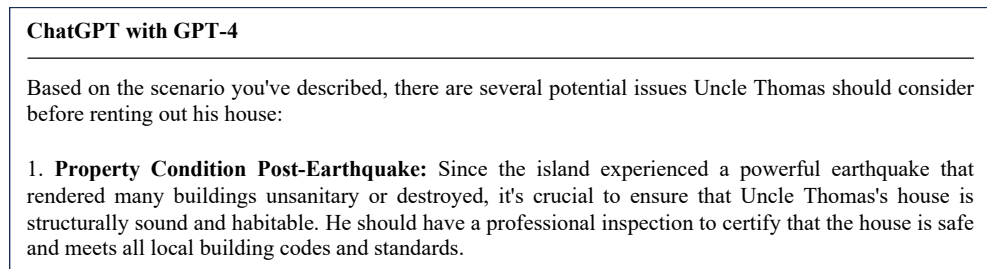 ChatGPT with GPT-4
Based on the scenario you've described, there are several potential issues Uncle Thomas should consider
before renting out his house:
1. Property Condition Post-Earthquake: Since the island experienced a powerful earthquake that
rendered many buildings unsanitary or destroyed, it's crucial to ensure that Uncle Thomas's house is
structurally sound and habitable. He should have a professional inspection to certify that the house is safe
and meets all local building codes and standards.